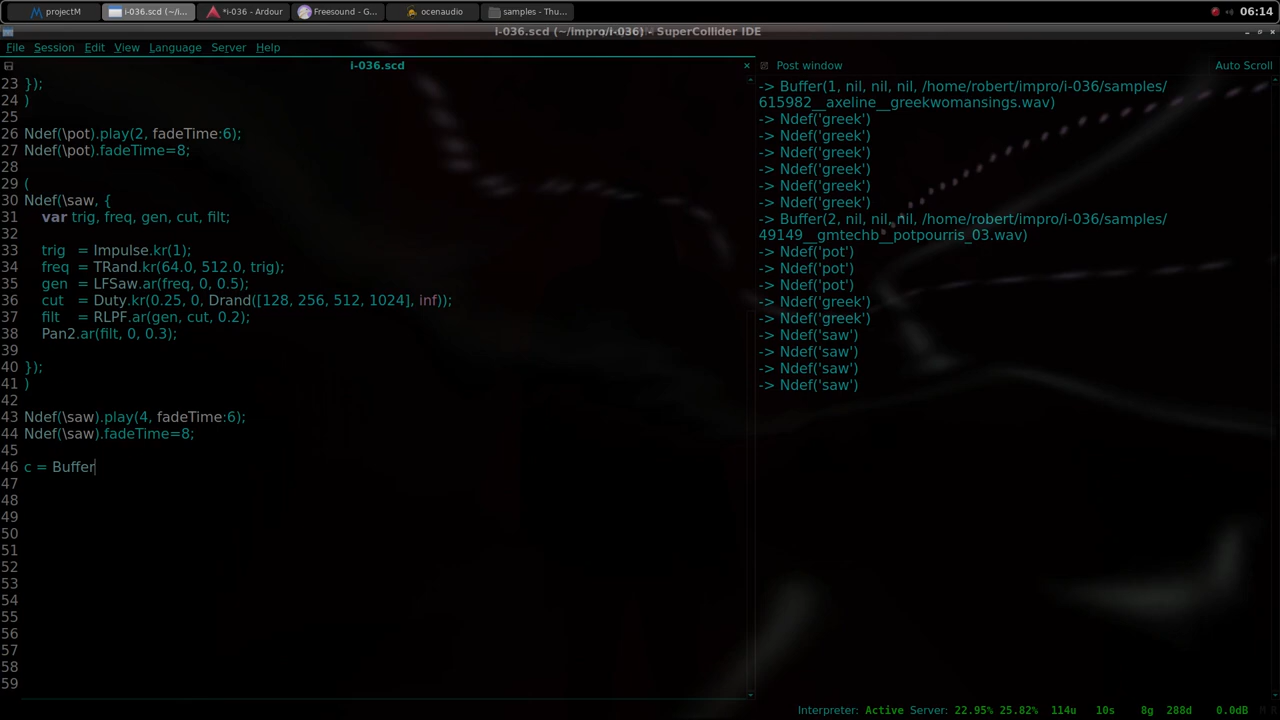 projectM
i-036.scd (~/i...
*i-036 - Ardour
Freesound - G...
ocenaudio
samples - Thu...
06:14
i-036.scd (~/impro/i-036) - SuperCollider IDE
File Session Edit View Language Server Help
i-036.scd
23 });
24 )
25
26 Ndef(\pot).play(2, fadeTime:6);
27 Ndef(\pot).fadeTime=8;
28
29 (
30 Ndef(\saw, {
31 var trig, freq, gen, cut, filt;
32
33 trig = Impulse.kr(1);
34 freq = TRand.kr(64.0, 512.0, trig);
35 gen = LFSaw.ar(freq, 0, 0.5);
36 cut = Duty.kr(0.25, 0, Drand([128, 256, 512, 1024], inf));
37 filt = RLPF.ar(gen, cut, 0.2);
38 Pan2.ar(filt, 0, 0.3);
39
40 });
41 )
42
43 Ndef(\saw).play(4, fadeTime:6);
44 Ndef(\saw).fadeTime=8;
45
46 c = Buffer
47
48
49
50
51
52
53
54
55
56
57
58
59
Post window
Auto Scroll
-> Buffer(1, nil, nil, nil, /home/robert/impro/i-036/samples/
615982__axeline__greekwomansings.wav)
-> Ndef('greek')
-> Ndef('greek')
-> Ndef('greek')
-> Ndef('greek')
-> Ndef('greek')
-> Ndef('greek')
-> Buffer(2, nil, nil, nil, /home/robert/impro/i-036/samples/
49149__gmtechb__potpourris_03.wav)
-> Ndef('pot')
-> Ndef('pot')
-> Ndef('pot')
-> Ndef('greek')
-> Ndef('greek')
-> Ndef('saw')
-> Ndef('saw')
-> Ndef('saw')
-> Ndef('saw')
Interpreter: Active Server: 22.95% 25.82% 114u 10s 8g 288d 0.0dB M R